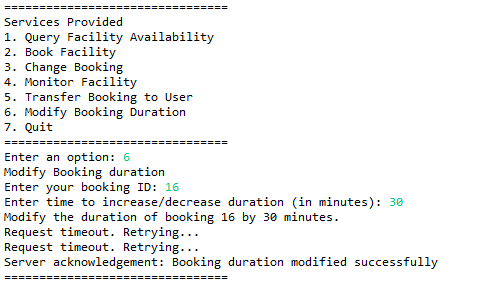 ================================
Services Provided
1. Query Facility Availability
2. Book Facility
3. Change Booking
4. Monitor Facility
5. Transfer Booking to User
6. Modify Booking Duration
7. Quit
================================
Enter an option: 6
Modify Booking duration
Enter your booking ID: 16
Enter time to increase/decrease duration (in minutes): 30
Modify the duration of booking 16 by 30 minutes.
Request timeout. Retrying...
Request timeout. Retrying...
Server acknowledgement: Booking duration modified successfully
================================